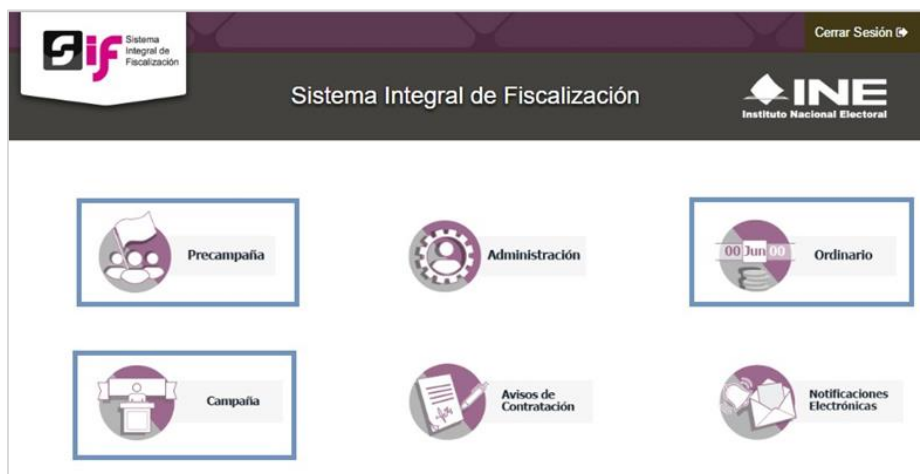 Sistema
Integral de
Fiscalización
sif
Cerrar Sesión
Sistema Integral de Fiscalización
INE
Instituto Nacional Electoral
Precampaña
Administración
00 Jun 00
Ordinario
Campaña
Avisos de
Contratación
Notificaciones
Electrónicas